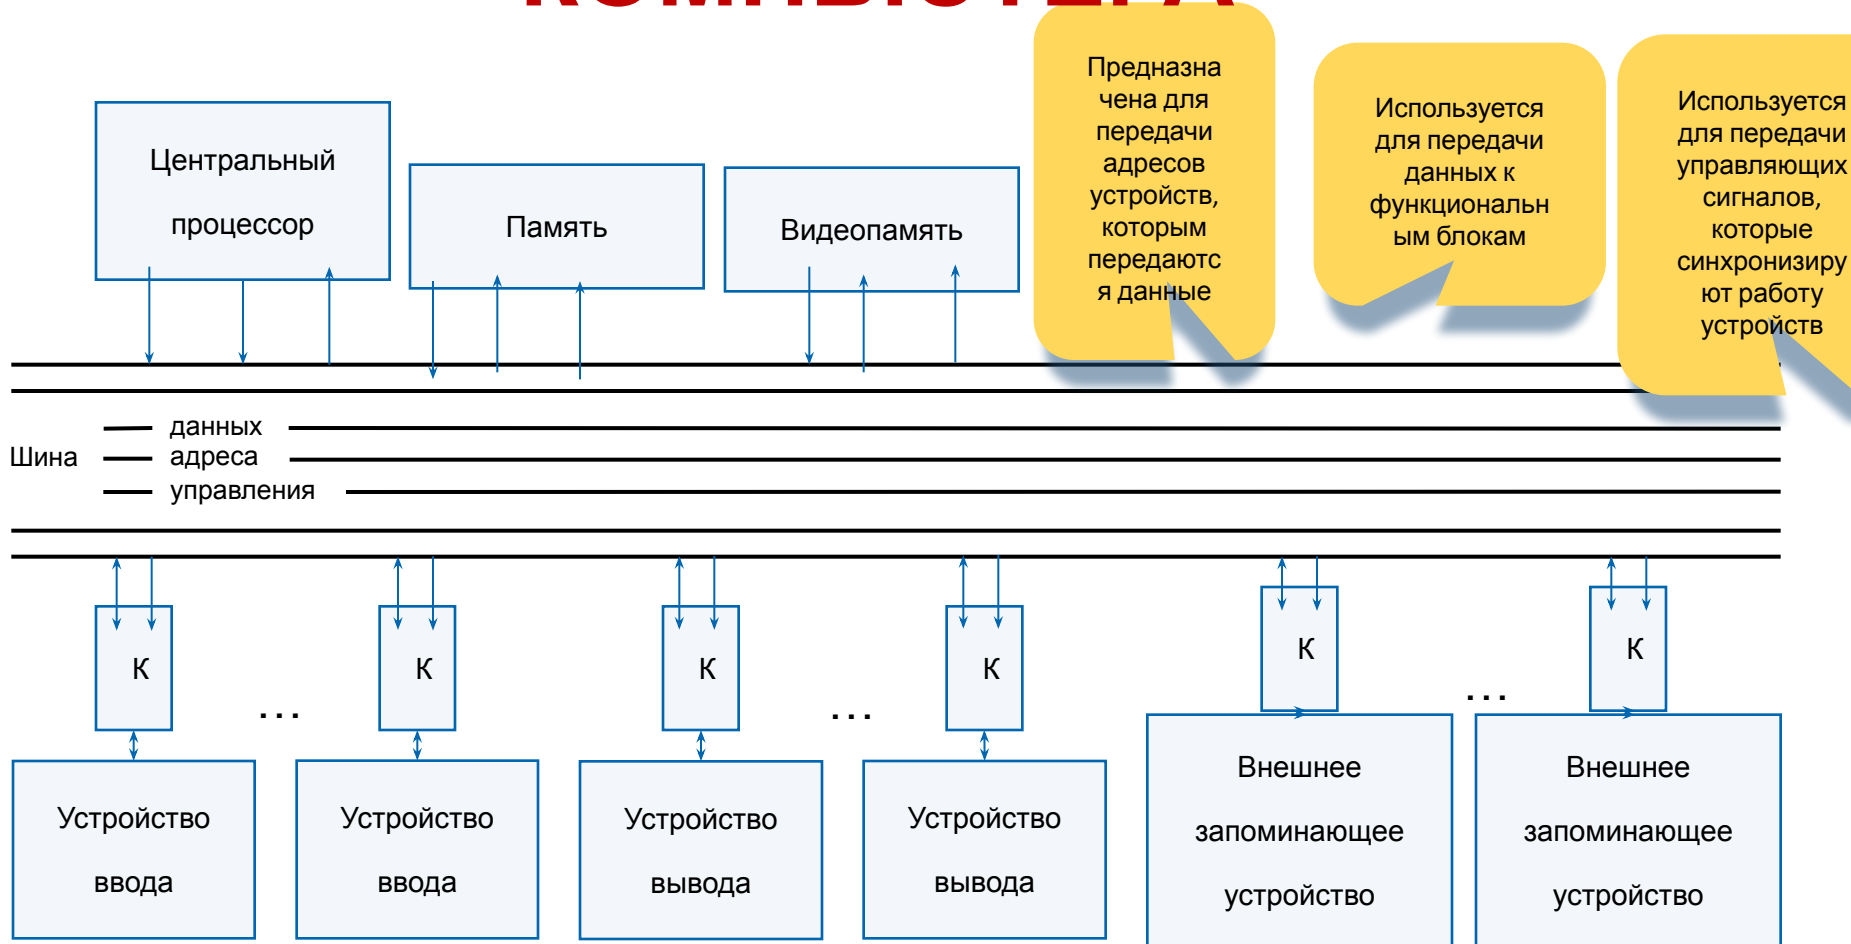 КОМПЬЮТЕРА
Центральный
процессор
Память
Видеопамять
Предназна
чена для
передачи
адресов
устройств,
которым
передаютс
я данные
Используется
для передачи
данных к
функциональн
ым блокам
Используется
для передачи
управляющих
сигналов,
которые
синхронизиру
ют работу
устройств
Шина
данных
адреса
управления
К
К
К
К
К
К
...
...
...
Устройство
ввода
Устройство
ввода
Устройство
вывода
Устройство
вывода
Внешнее
запоминающее
устройство
Внешнее
запоминающее
устройство